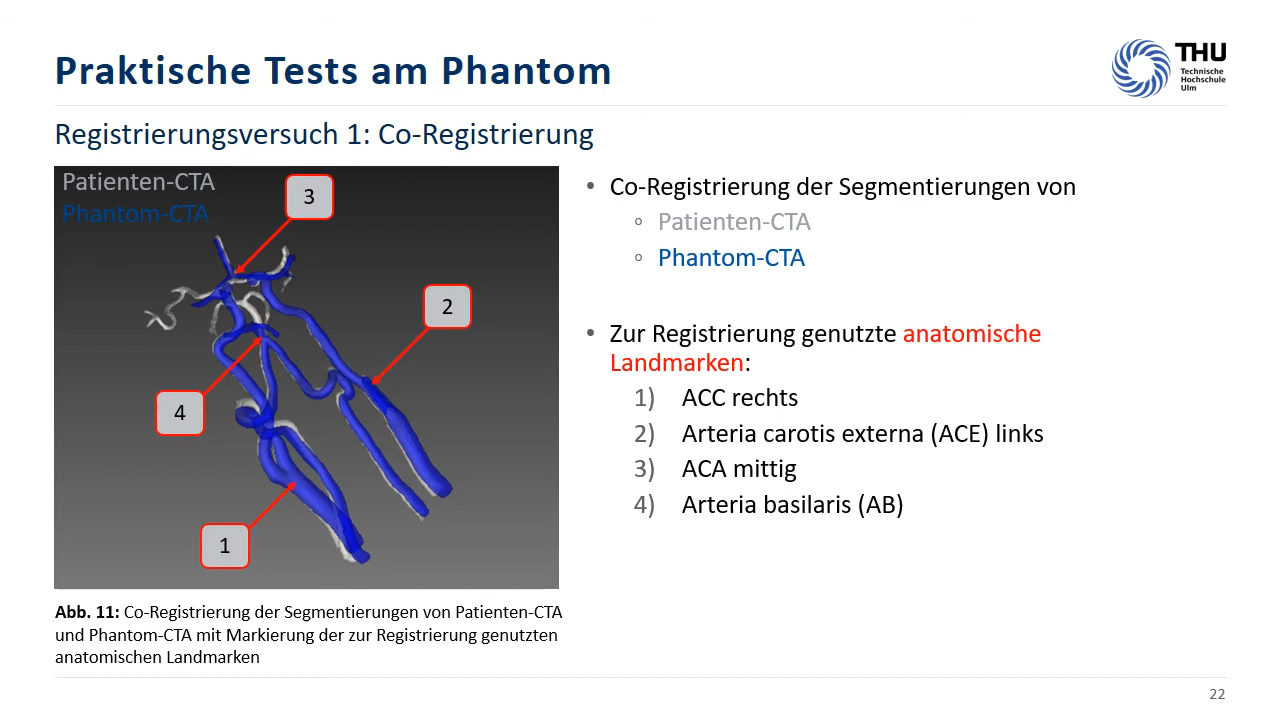 Praktische Tests am Phantom
THU
Technische
Hochschule
Ulm
Registrierungsversuch 1: Co-Registrierung
Patienten-CTA
Phantom-CTA
3
2
4
1
Abb. 11: Co-Registrierung der Segmentierungen von Patienten-CTA
und Phantom-CTA mit Markierung der zur Registrierung genutzten
anatomischen Landmarken
• Co-Registrierung der Segmentierungen von
◦ Patienten-CTA
◦ Phantom-CTA
• Zur Registrierung genutzte anatomische
Landmarken:
1) ACC rechts
2) Arteria carotis externa (ACE) links
3) ACA mittig
4) Arteria basilaris (AB)
22